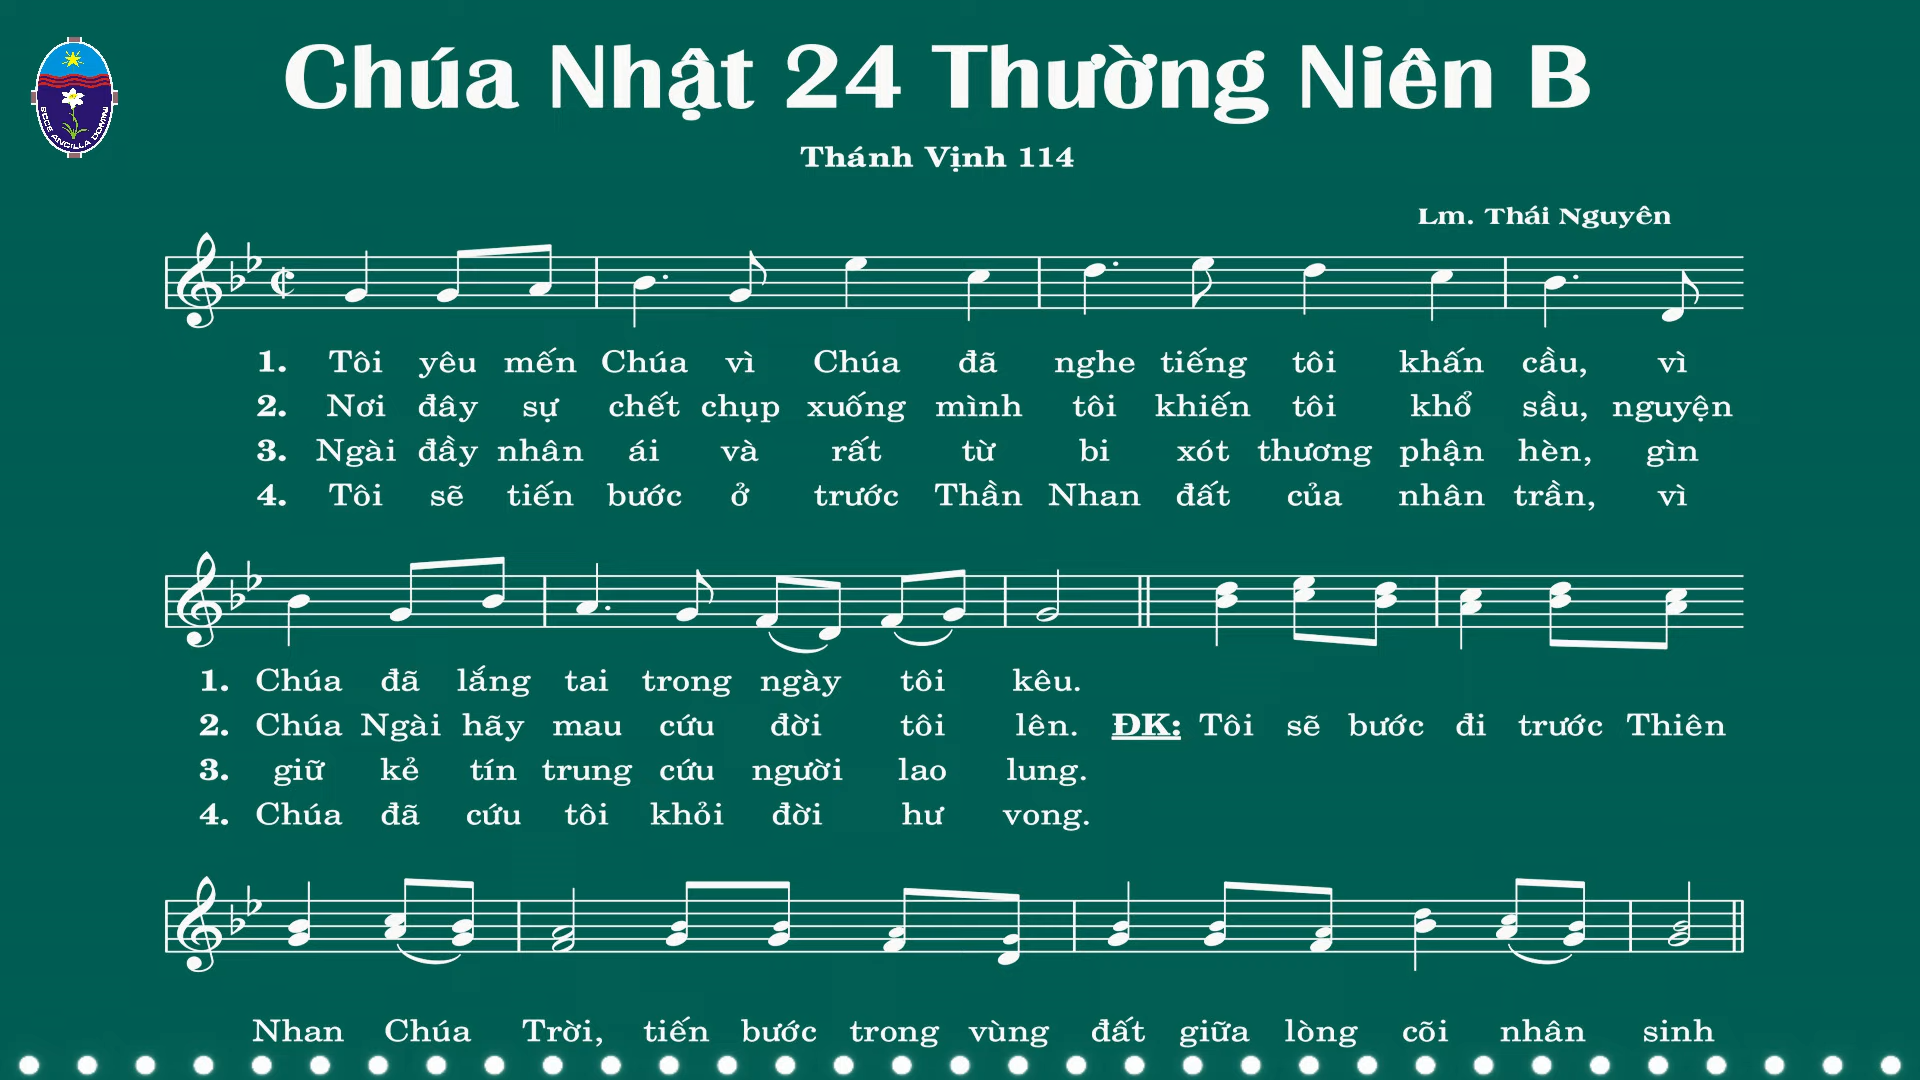 Chúa Nhật 24 Thường Niên B
Thánh Vịnh 114
Lm. Thái Nguyên
1. Tôi yêu mến Chúa vì Chúa đã nghe tiếng tôi khấn cầu, vì
2. Nơi đây sự chết chụp xuống mình tôi khiến tôi khổ sầu, nguyện
3. Ngài đầy nhân ái và rất từ bi xót thương phận hèn, gìn
4. Tôi sẽ tiến bước ở trước Thần Nhan đất của nhân trần, vì
1. Chúa đã lắng tai trong ngày tôi kêu.
2. Chúa Ngài hãy mau cứu đời tôi lên. ĐK: Tôi sẽ bước đi trước Thiên
3. giữ kẻ tín trung cứu người lao lung.
4. Chúa đã cứu tôi khỏi đời hư vong.
Nhan Chúa Trời, tiến bước trong vùng đất giữa lòng cõi nhân sinh
ECCE ANCILLA DOMINI